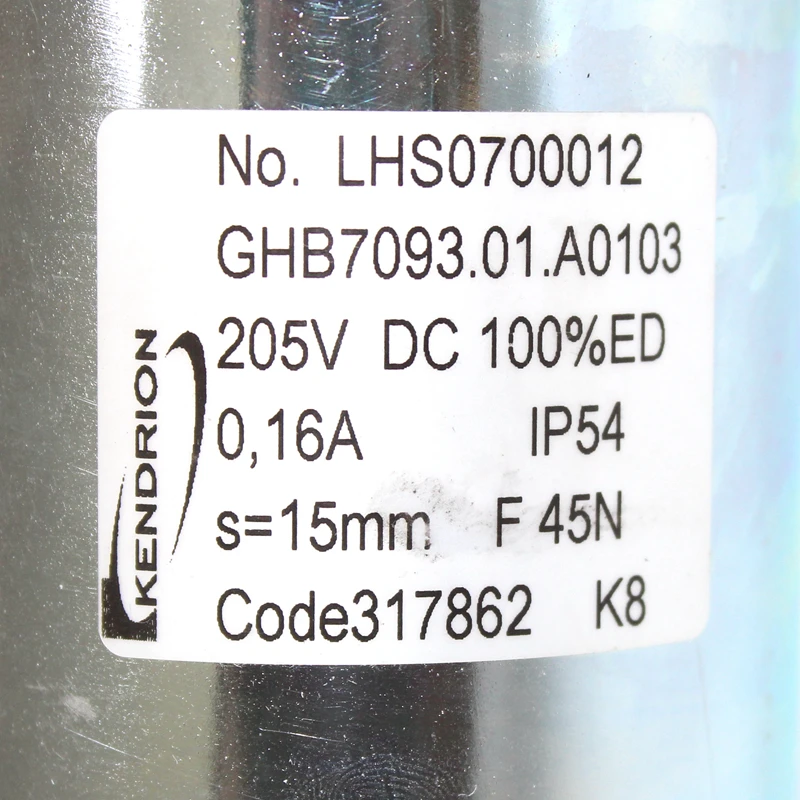 No. LHS0700012
GHB7093.01.A0103
205V DC 100%ED
0,16A IP54
s=15mm F 45N
Code317862 K8
KENDRION